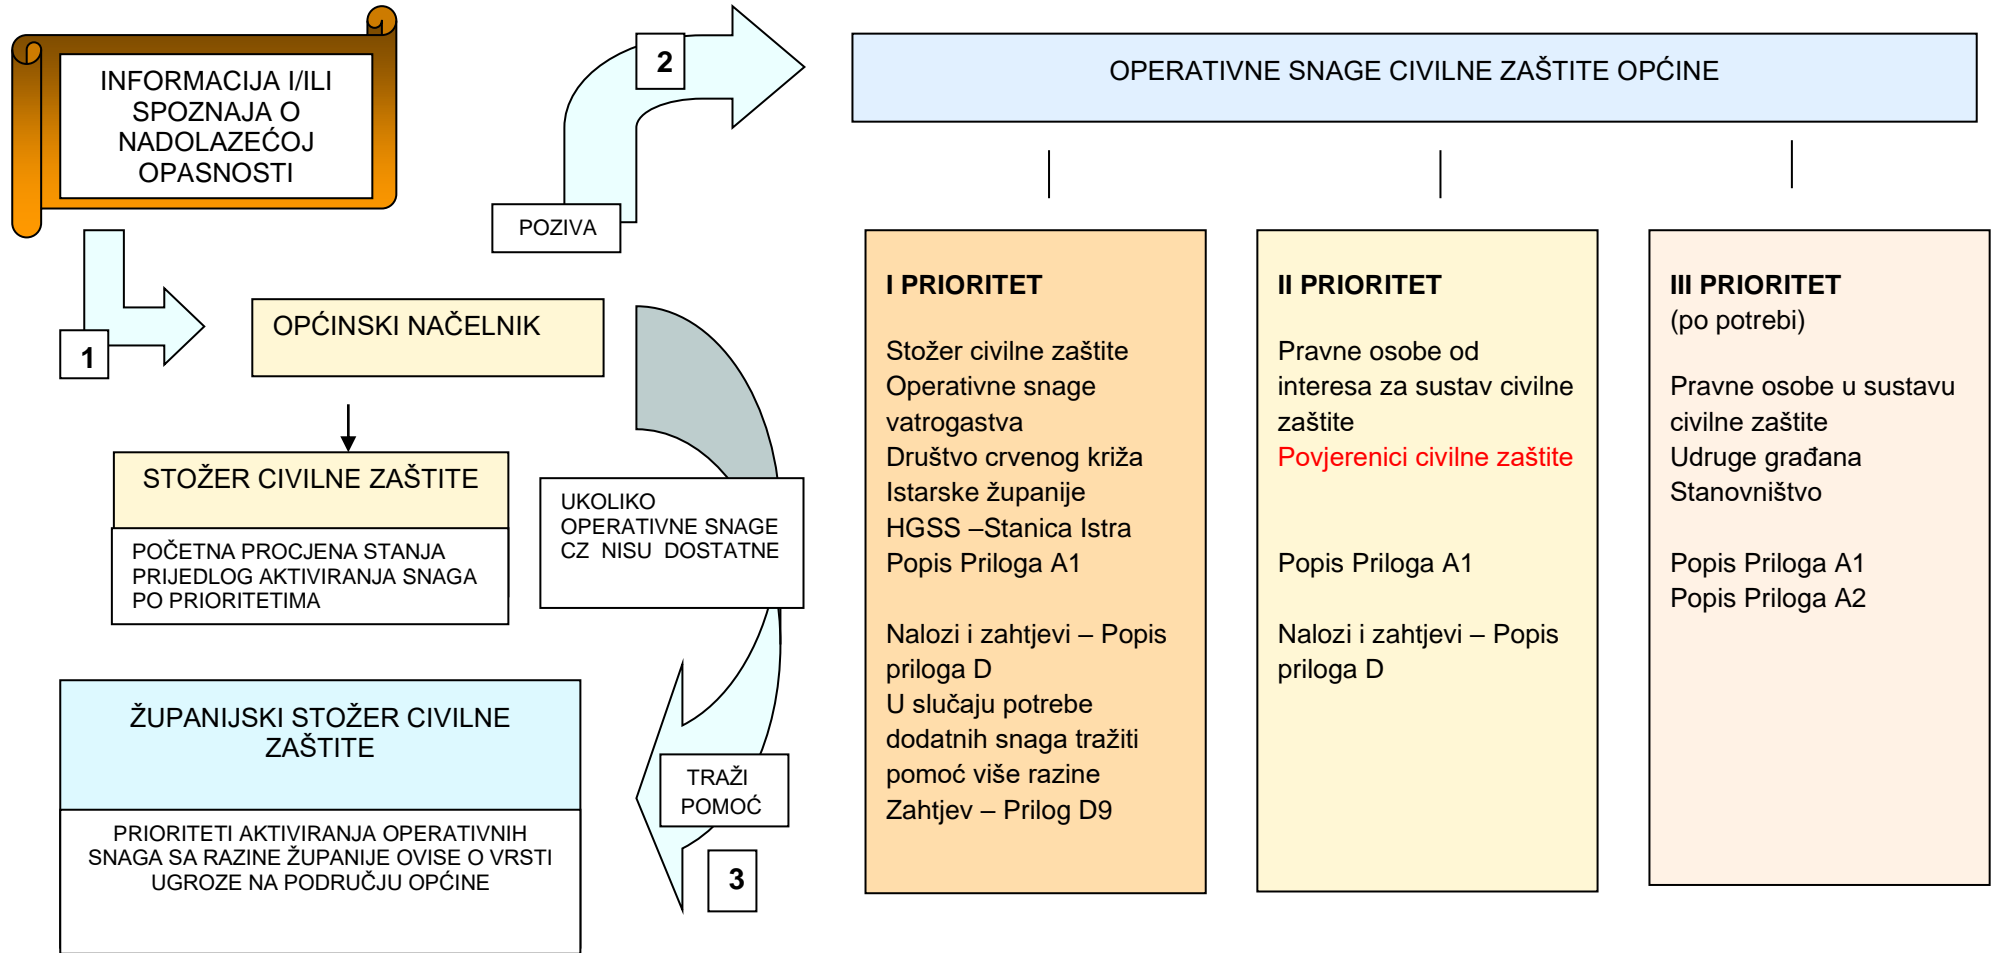 INFORMACIJA I/ILI
SPOZNAJA O
NADOLAZEĆOJ
OPASNOSTI
1
OPĆINSKI NAČELNIK
STOŽER CIVILNE ZAŠTITE
POČETNA PROCJENA STANJA
PRIJEDLOG AKTIVIRANJA SNAGA
PO PRIORITETIMA
POZIVA
2
UKOLIKO
OPERATIVNE SNAGE
CZ NISU DOSTATNE
TRAŽI
POMOĆ
3
ŽUPANIJSKI STOŽER CIVILNE
ZAŠTITE
PRIORITETI AKTIVIRANJA OPERATIVNIH
SNAGA SA RAZINE ŽUPANIJE OVISE O VRSTI
UGROZE NA PODRUČJU OPĆINE
OPERATIVNE SNAGE CIVILNE ZAŠTITE OPĆINE
I PRIORITET
Stožer civilne zaštite
Operativne snage
vatrogastva
Društvo crvenog križa
Istarske županije
HGSS –Stanica Istra
Popis Priloga A1
Nalozi i zahtjevi – Popis
priloga D
U slučaju potrebe
dodatnih snaga tražiti
pomoć više razine
Zahtjev – Prilog D9
II PRIORITET
Pravne osobe od
interesa za sustav civilne
zaštite
Povjerenici civilne zaštite
Popis Priloga A1
Nalozi i zahtjevi – Popis
priloga D
III PRIORITET
(po potrebi)
Pravne osobe u sustavu
civilne zaštite
Udruge građana
Stanovništvo
Popis Priloga A1
Popis Priloga A2